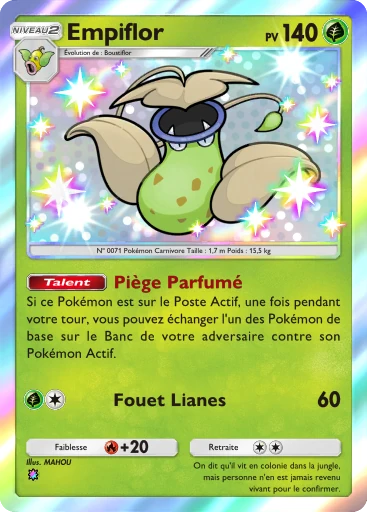 NIVEAU 2
Empiflor
PV 140
Évolution de : Boustiflor
N° 0071 Pokémon Carnivore Taille : 1,7 m Poids : 15,5 kg
Talent Piège Parfumé
Si ce Pokémon est sur le Poste Actif, une fois pendant
votre tour, vous pouvez échanger l'un des Pokémon de
base sur le Banc de votre adversaire contre son
Pokémon Actif.
Fouet Lianes 60
Faiblesse +20 Retraite
Illus. MAHOU
On dit qu'il vit en colonie dans la jungle,
mais personne n'en est jamais revenu
vivant pour le confirmer.